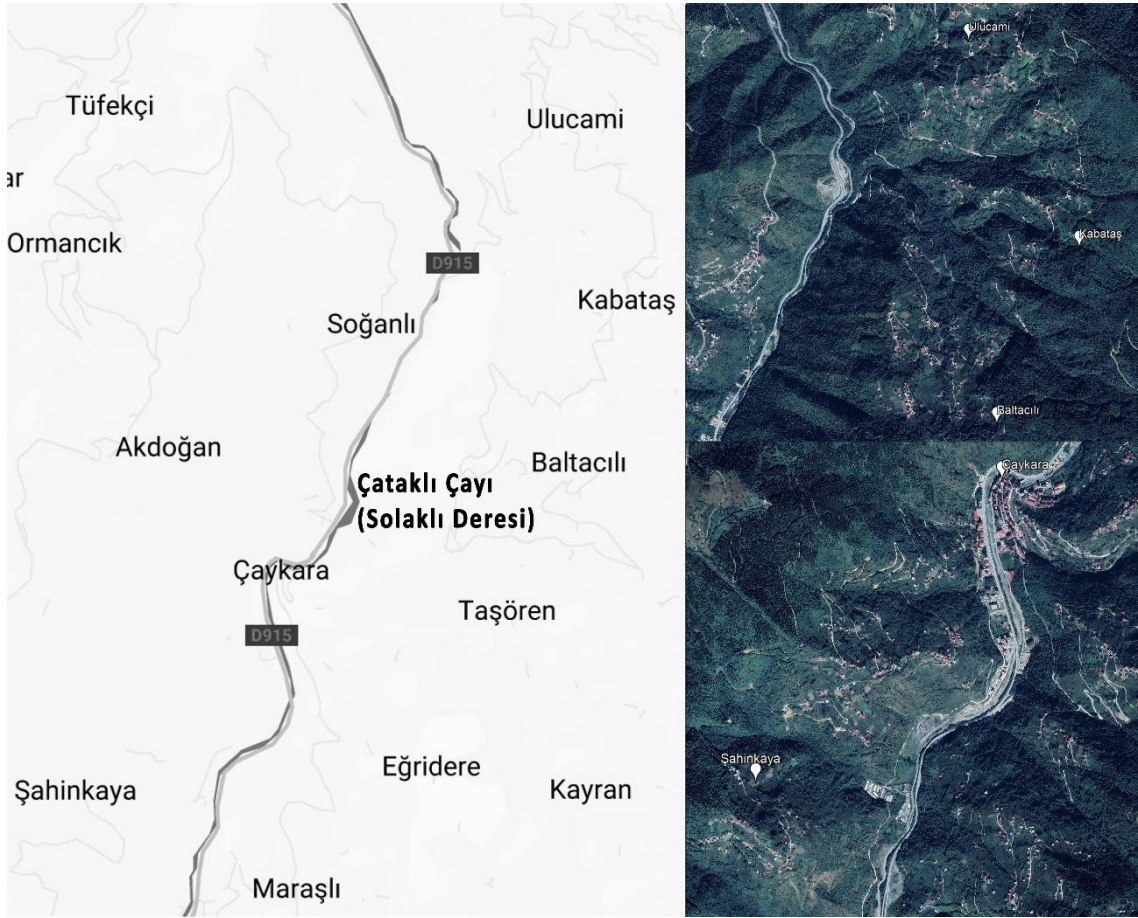 Tüfekçi
Ulucami
ar
Ormancık
D915
Kabataş
Soğanlı
Akdoğan
Baltacılı
Çataklı Çayı
(Solaklı Deresi)
Çaykara
Taşören
D915
Eğridere
Şahinkaya
Kayran
Maraşlı
Ulucami
Kabataş
Baltacılı
Çaykara
Şahinkaya